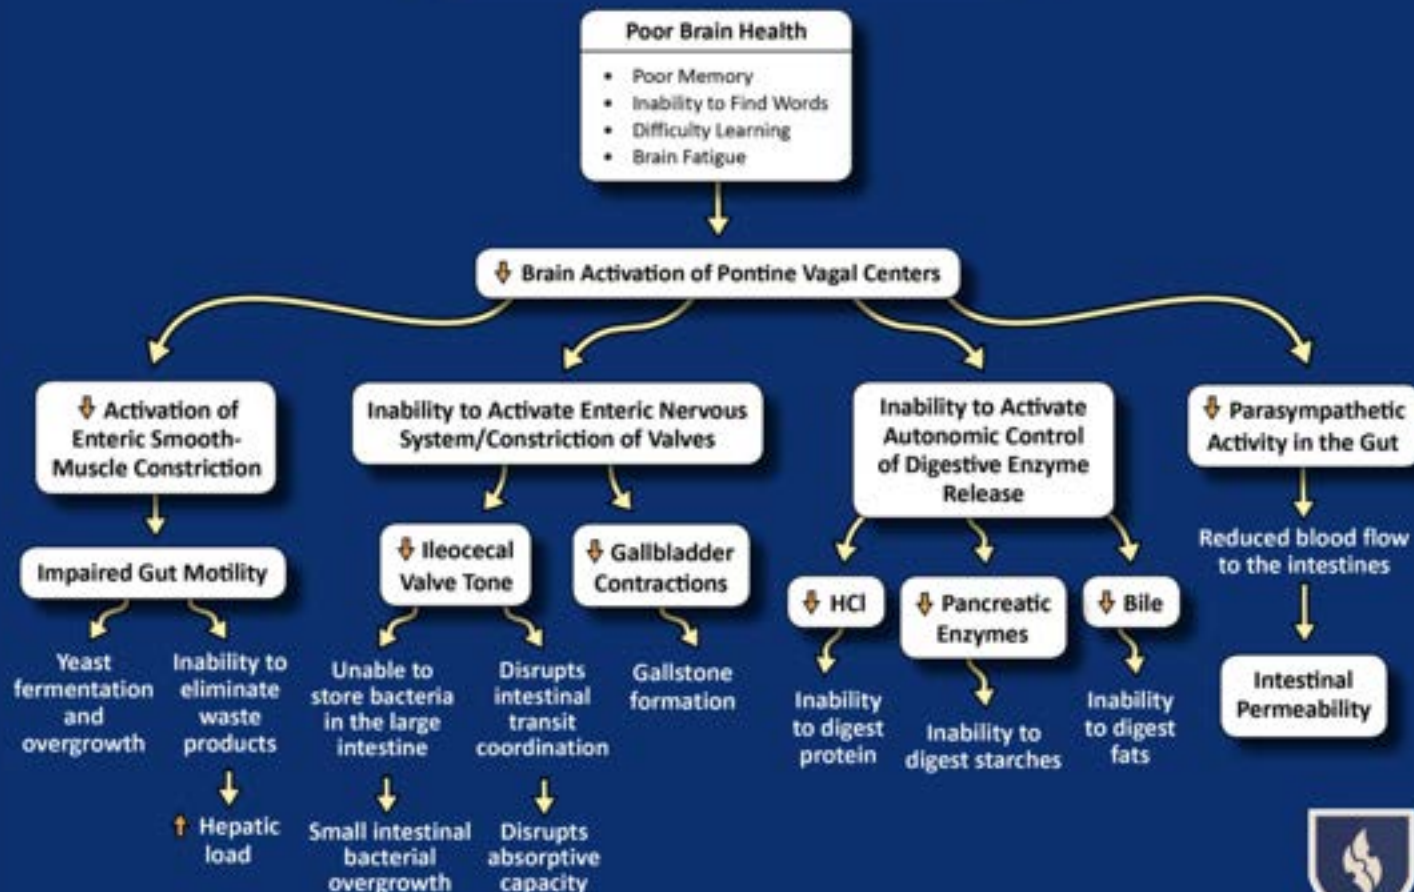 Poor Brain Health
• Poor Memory
• Inability to Find Words
• Difficulty Learning
• Brain Fatigue
⇩ Brain Activation of Pontine Vagal Centers
⇩ Activation of
Enteric Smooth-
Muscle Constriction
Inability to Activate Enteric Nervous
System/Constriction of Valves
Inability to Activate
Autonomic Control
of Digestive Enzyme
Release
⇩ Parasympathetic
Activity in the Gut
Impaired Gut Motility
⇩ Ileocecal
Valve Tone
⇩ Gallbladder
Contractions
⇩ HCl
⇩ Pancreatic
Enzymes
⇩ Bile
Reduced blood flow
to the intestines
Yeast
fermentation
and
overgrowth
Inability to
eliminate
waste
products
Unable to
store bacteria
in the large
intestine
Disrupts
intestinal
transit
coordination
Gallstone
formation
Inability
to digest
protein
Inability to
digest starches
Inability
to digest
fats
Intestinal
Permeability
⇧ Hepatic
load
Small intestinal
bacterial
overgrowth
Disrupts
absorptive
capacity